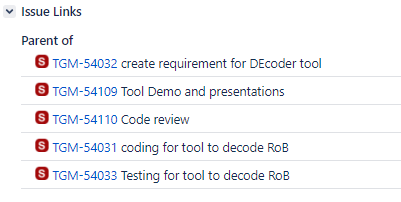 Issue Links
Parent of
S TGM-54032 create requirement for DEcoder tool
S TGM-54109 Tool Demo and presentations
S TGM-54110 Code review
S TGM-54031 coding for tool to decode RoB
S TGM-54033 Testing for tool to decode RoB